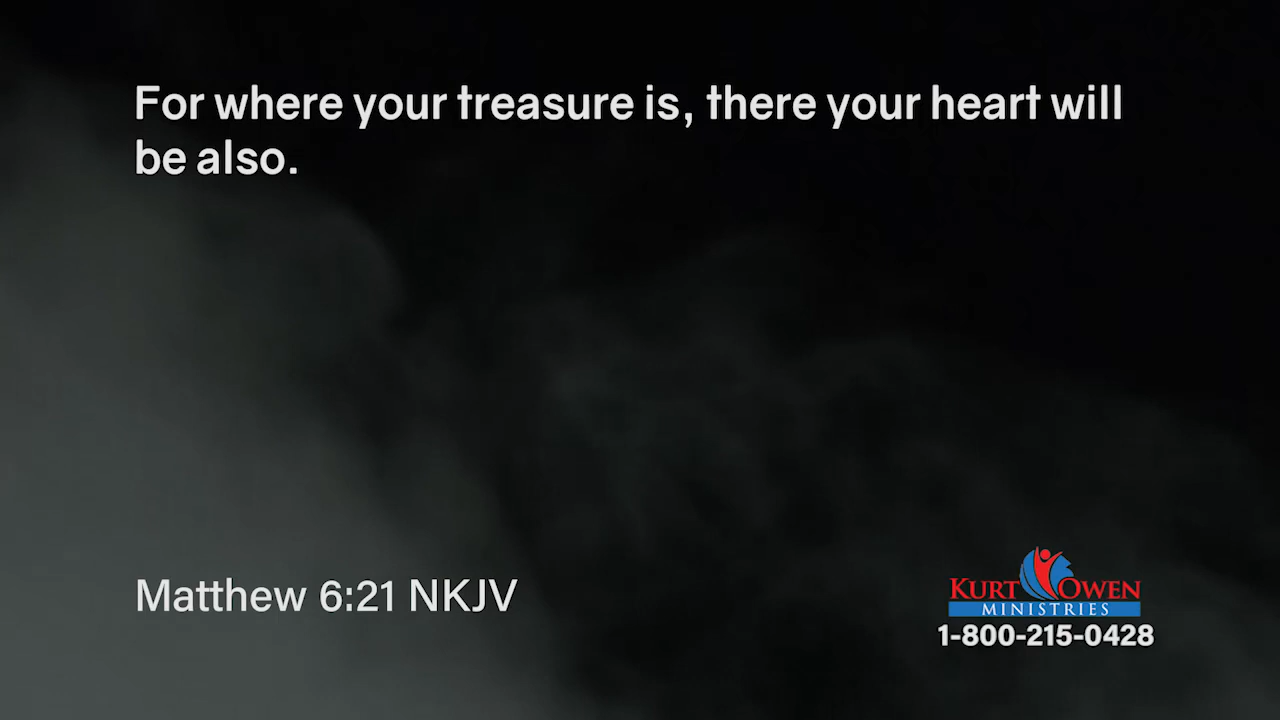 For where your treasure is, there your heart will
be also.
Matthew 6:21 NKJV
KURT OWEN
MINISTRIES
1-800-215-0428